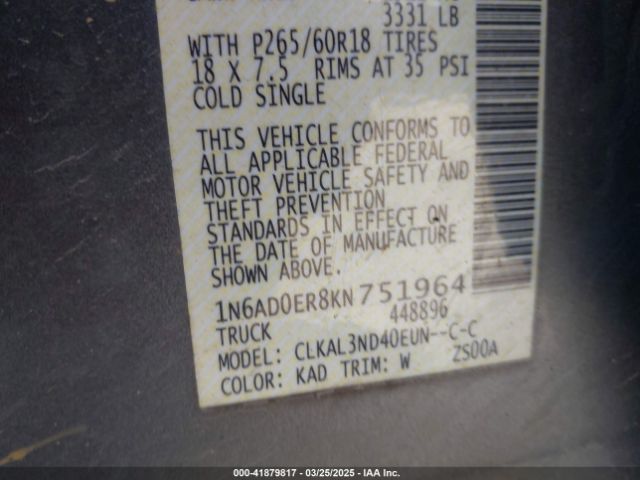 3331 LB
WITH P265/60R18 TIRES
18 X 7.5 RIMS AT 35 PSI
COLD SINGLE
THIS VEHICLE CONFORMS TO
ALL APPLICABLE FEDERAL
MOTOR VEHICLE SAFETY AND
THEFT PREVENTION
STANDARDS IN EFFECT ON
THE DATE OF MANUFACTURE
SHOWN ABOVE.
1N6AD0ER8KN751964
TRUCK 448896
MODEL: CLKAL3ND40EUN--C-C
COLOR: KAD TRIM: W ZS00A
000-41879817 - 03/25/2025 - IAA Inc.